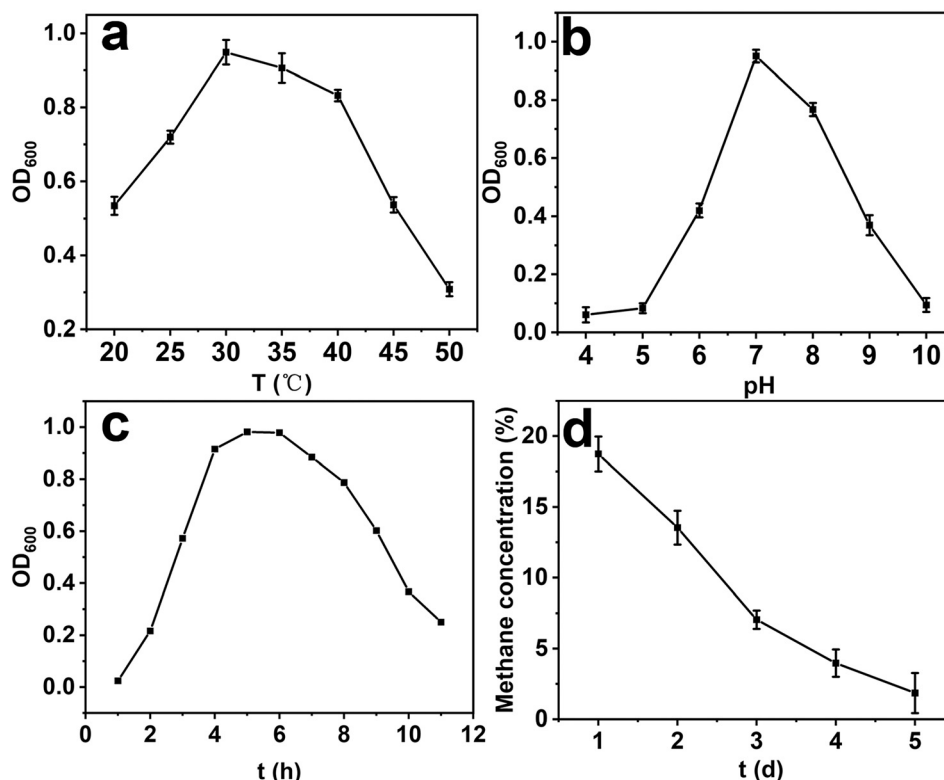 a
OD600
1.0
0.8
0.6
0.4
0.2
20 25 30 35 40 45 50
T (℃)
b
OD600
1.0
0.8
0.6
0.4
0.2
0.0
4 5 6 7 8 9 10
pH
c
OD600
1.0
0.8
0.6
0.4
0.2
0.0
0 2 4 6 8 10 12
t (h)
d
Methane concentration (%)
20
15
10
5
0
1 2 3 4 5
t (d)